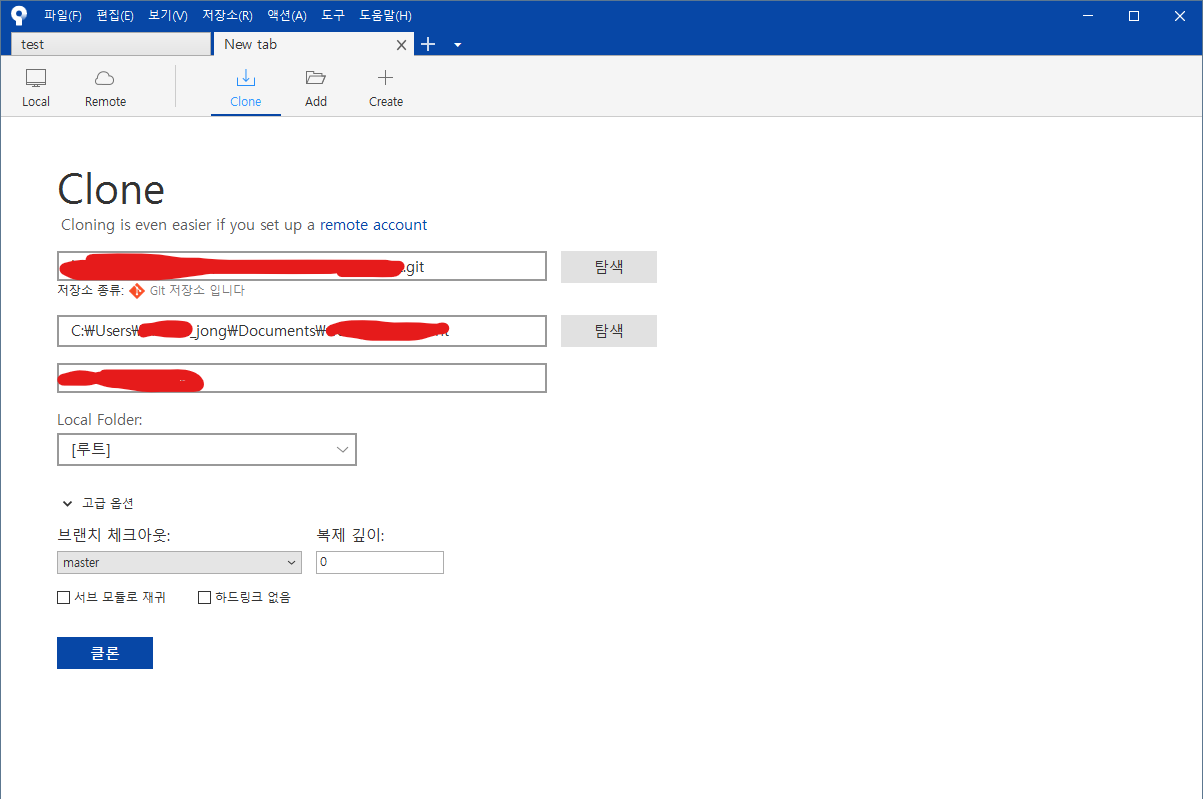 파일(F) 편집(E) 보기(V) 저장소(R) 액션(A) 도구 도움말(H)
test New tab
Local Remote Clone Add Create
Clone
Cloning is even easier if you set up a remote account
.git 탐색
저장소 종류: Git 저장소 입니다
C:₩Users₩ _jong₩Documents₩ 탐색
Local Folder:
[루트]
고급 옵션
브랜치 체크아웃: 복제 깊이:
master 0
서브 모듈로 재귀 하드링크 없음
클론